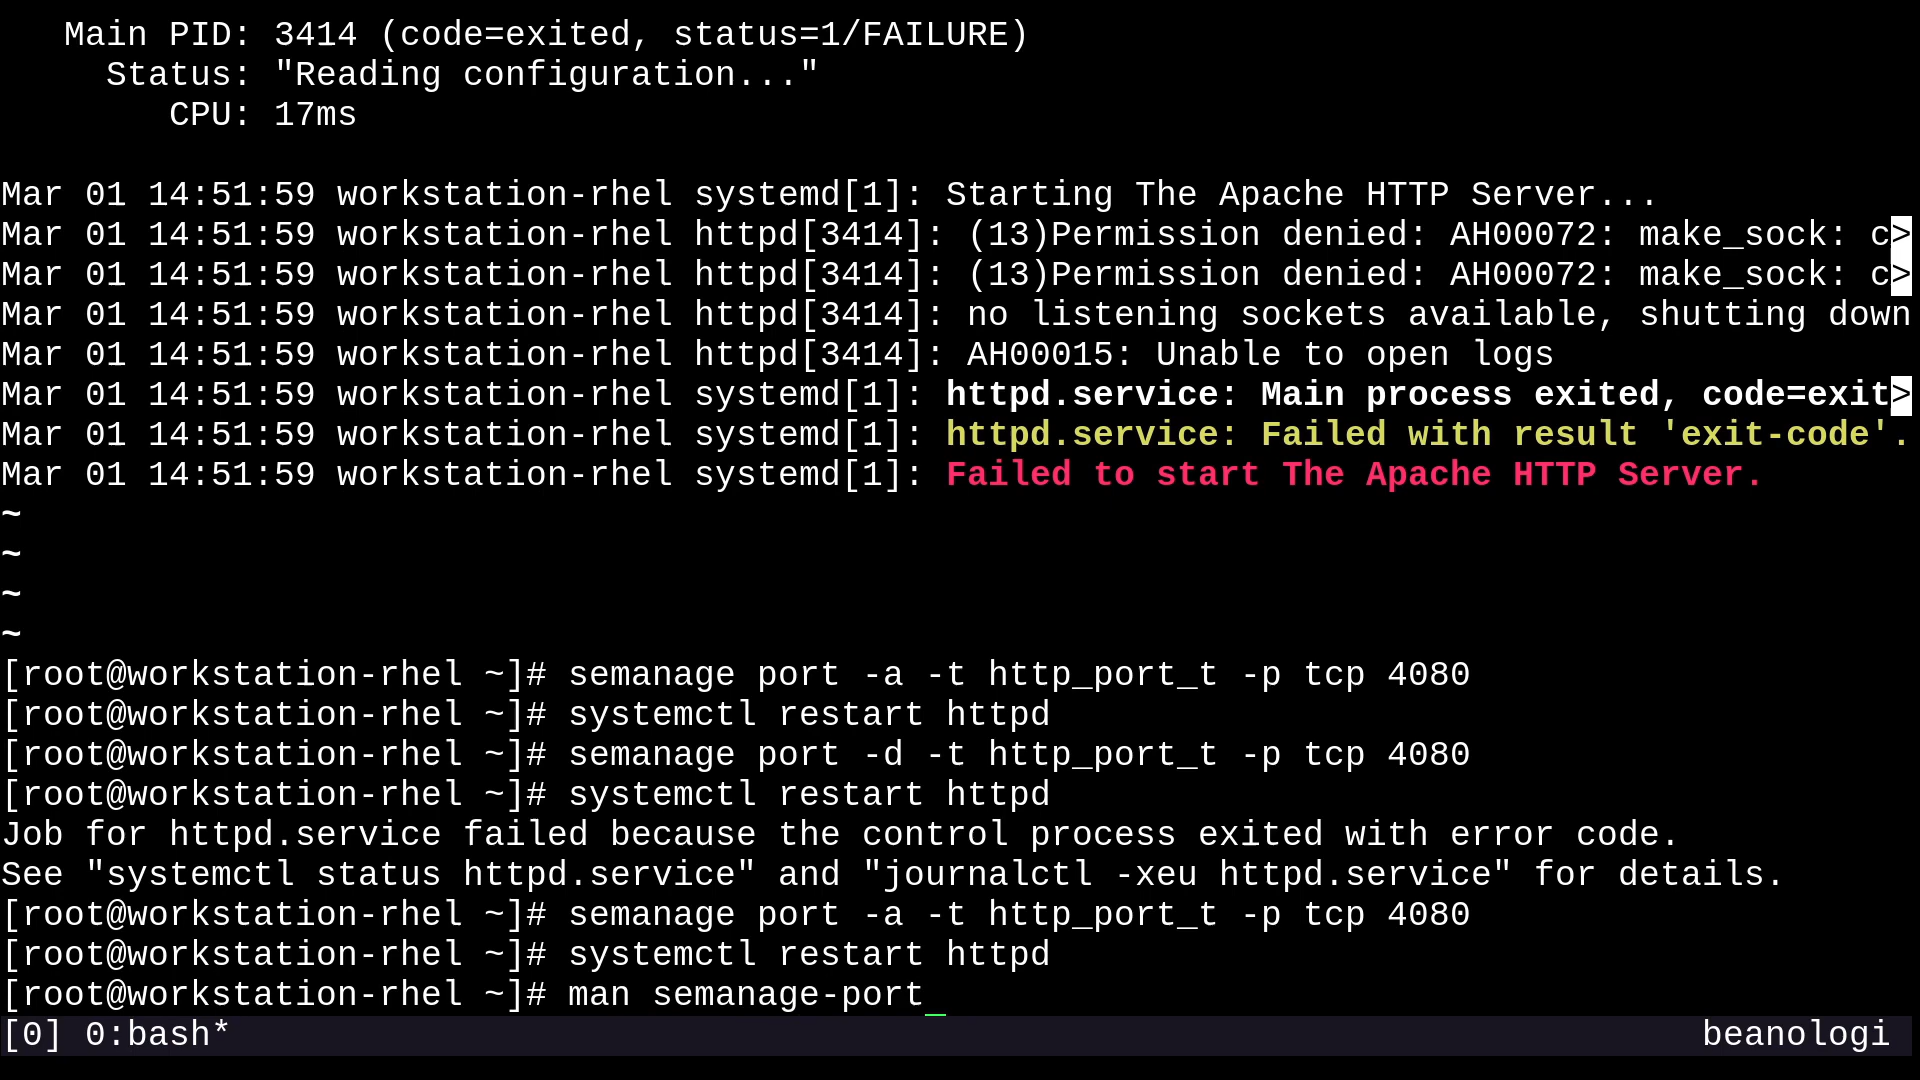 Main PID: 3414 (code=exited, status=1/FAILURE)
Status: "Reading configuration..."
CPU: 17ms
Mar 01 14:51:59 workstation-rhel systemd[1]: Starting The Apache HTTP Server...
Mar 01 14:51:59 workstation-rhel httpd[3414]: (13)Permission denied: AH00072: make_sock: c>
Mar 01 14:51:59 workstation-rhel httpd[3414]: (13)Permission denied: AH00072: make_sock: c>
Mar 01 14:51:59 workstation-rhel httpd[3414]: no listening sockets available, shutting down
Mar 01 14:51:59 workstation-rhel httpd[3414]: AH00015: Unable to open logs
Mar 01 14:51:59 workstation-rhel systemd[1]: httpd.service: Main process exited, code=exit>
Mar 01 14:51:59 workstation-rhel systemd[1]: httpd.service: Failed with result 'exit-code'.
Mar 01 14:51:59 workstation-rhel systemd[1]: Failed to start The Apache HTTP Server.
~
~
~
~
[root@workstation-rhel ~]# semanage port -a -t http_port_t -p tcp 4080
[root@workstation-rhel ~]# systemctl restart httpd
[root@workstation-rhel ~]# semanage port -d -t http_port_t -p tcp 4080
[root@workstation-rhel ~]# systemctl restart httpd
Job for httpd.service failed because the control process exited with error code.
See "systemctl status httpd.service" and "journalctl -xeu httpd.service" for details.
[root@workstation-rhel ~]# semanage port -a -t http_port_t -p tcp 4080
[root@workstation-rhel ~]# systemctl restart httpd
[root@workstation-rhel ~]# man semanage-port
[0] 0:bash* beanologi